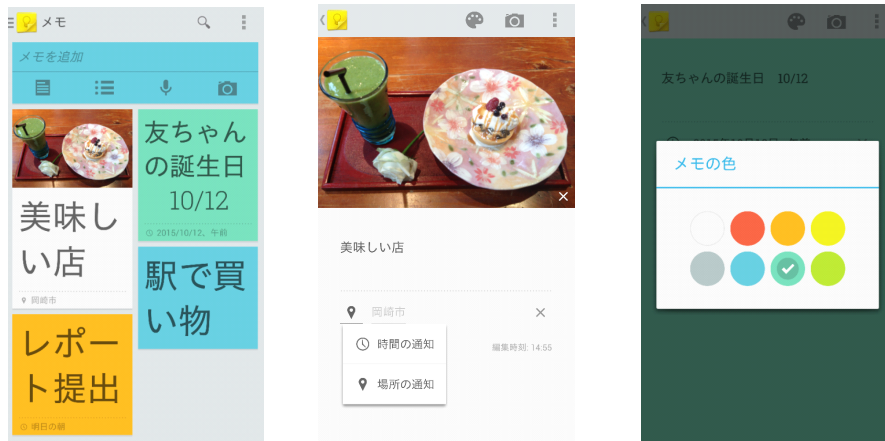 メモ
メモを追加
美味し
い店
岡崎市
レポー
ト提出
明日の朝
友ちゃん
の誕生日
10/12
2015/10/12、午前
駅で買
い物
美味しい店
岡崎市
時間の通知
場所の通知
編集時刻: 14:55
友ちゃんの誕生日 10/12
メモの色